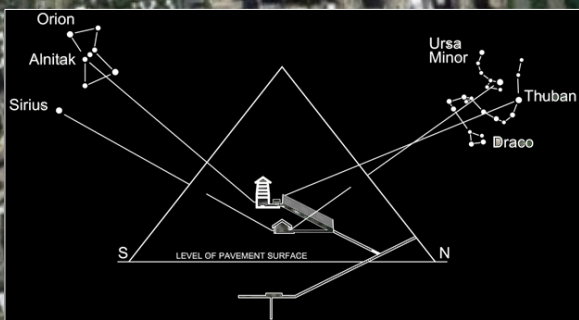 Orion
Alnitak
Sirius
Ursa
Minor
Thuban
Draco
S
LEVEL OF PAVEMENT SURFACE
N